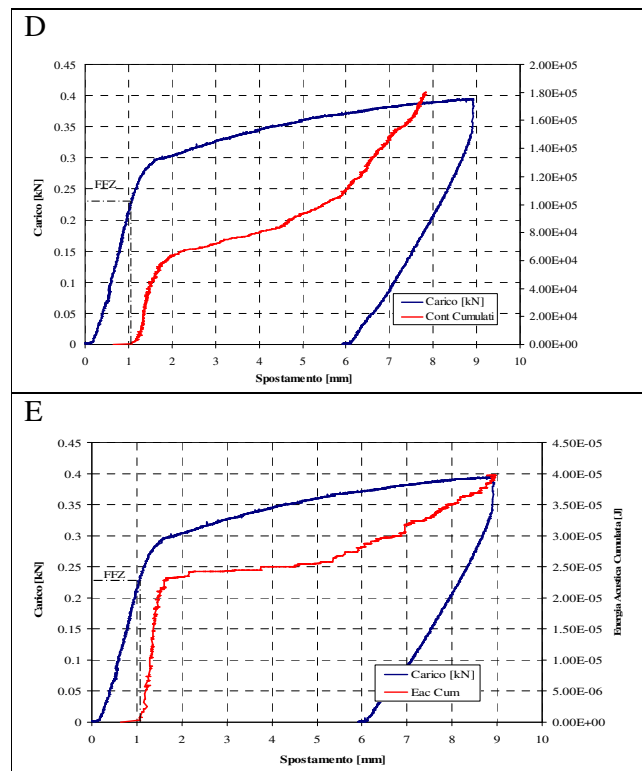 D
0.45
0.4
0.35
0.3
0.25
0.2
0.15
0.1
0.05
0
Carico [kN]
FFZ
2.00E+05
1.80E+05
1.60E+05
1.40E+05
1.20E+05
1.00E+05
8.00E+04
6.00E+04
4.00E+04
2.00E+04
0.00E+00
Carico [kN]
Cont Cumulati
0 1 2 3 4 5 6 7 8 9 10
Spostamento [mm]
E
0.45
0.4
0.35
0.3
0.25
0.2
0.15
0.1
0.05
0
Carico [kN]
FFZ
4.50E-05
4.00E-05
3.50E-05
3.00E-05
2.50E-05
2.00E-05
1.50E-05
1.00E-05
5.00E-06
0.00E+00
Energia Acustica Cumulata [J]
Carico [kN]
Eac Cum
0 1 2 3 4 5 6 7 8 9 10
Spostamento [mm]